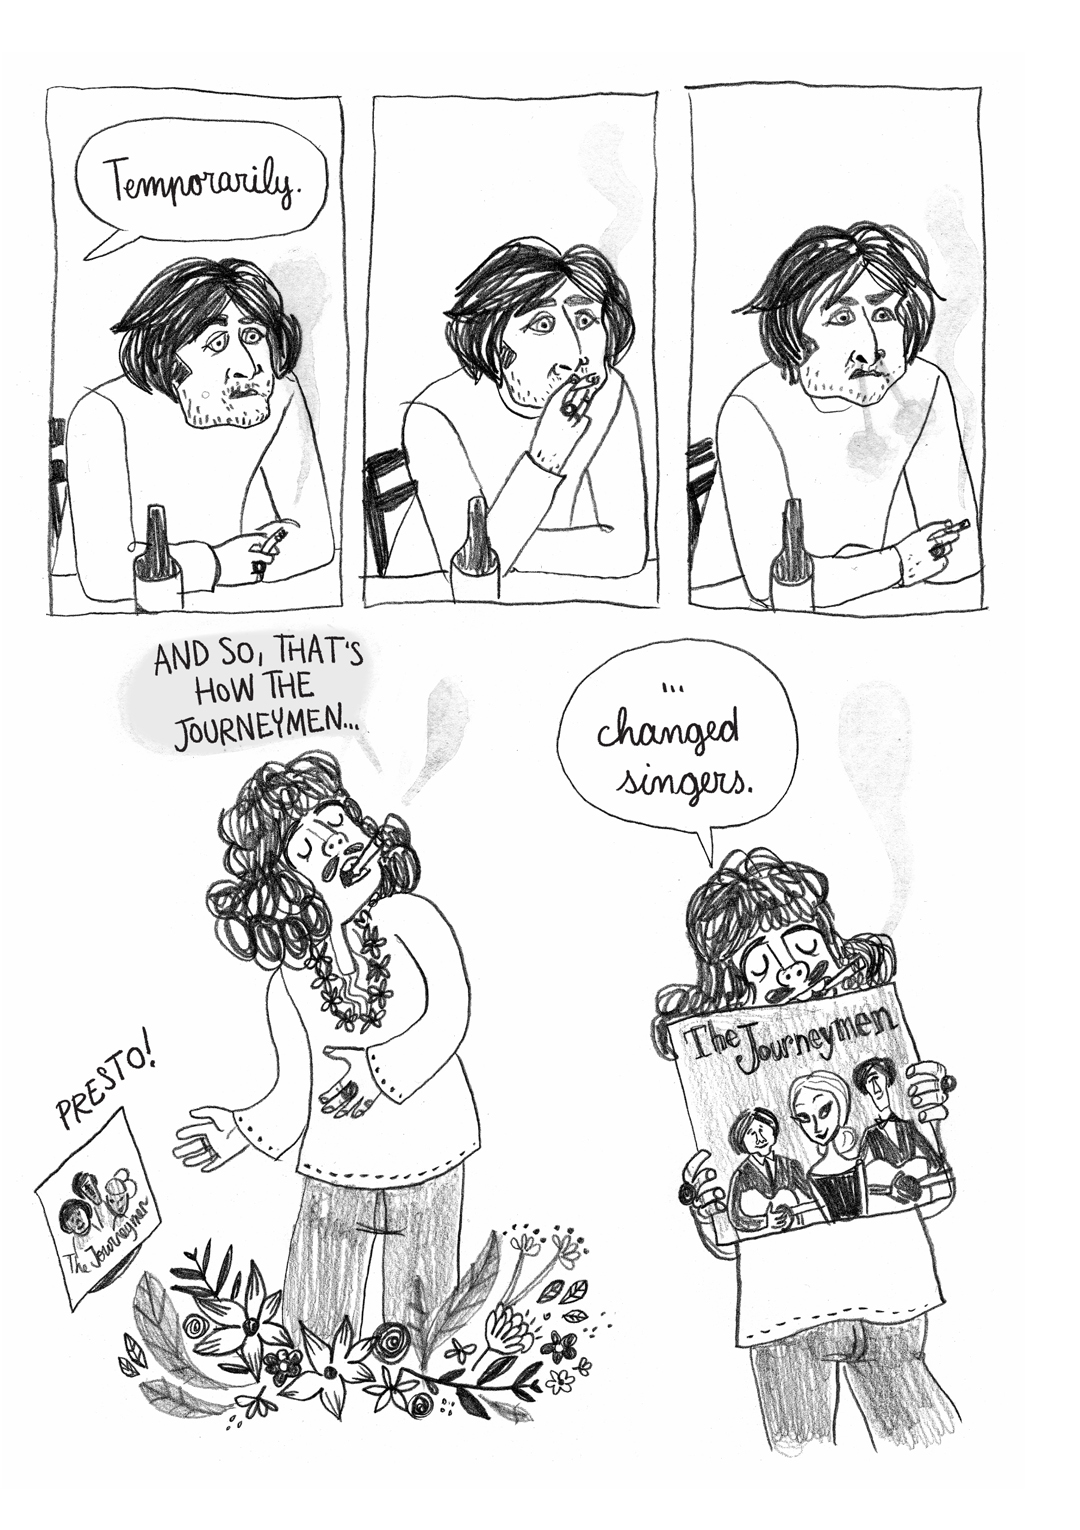 Temporarily.
AND SO, THAT'S
HOW THE
JOURNEYMEN...
...
changed
singers.
PRESTO!
The Journeymen
The Journeymen